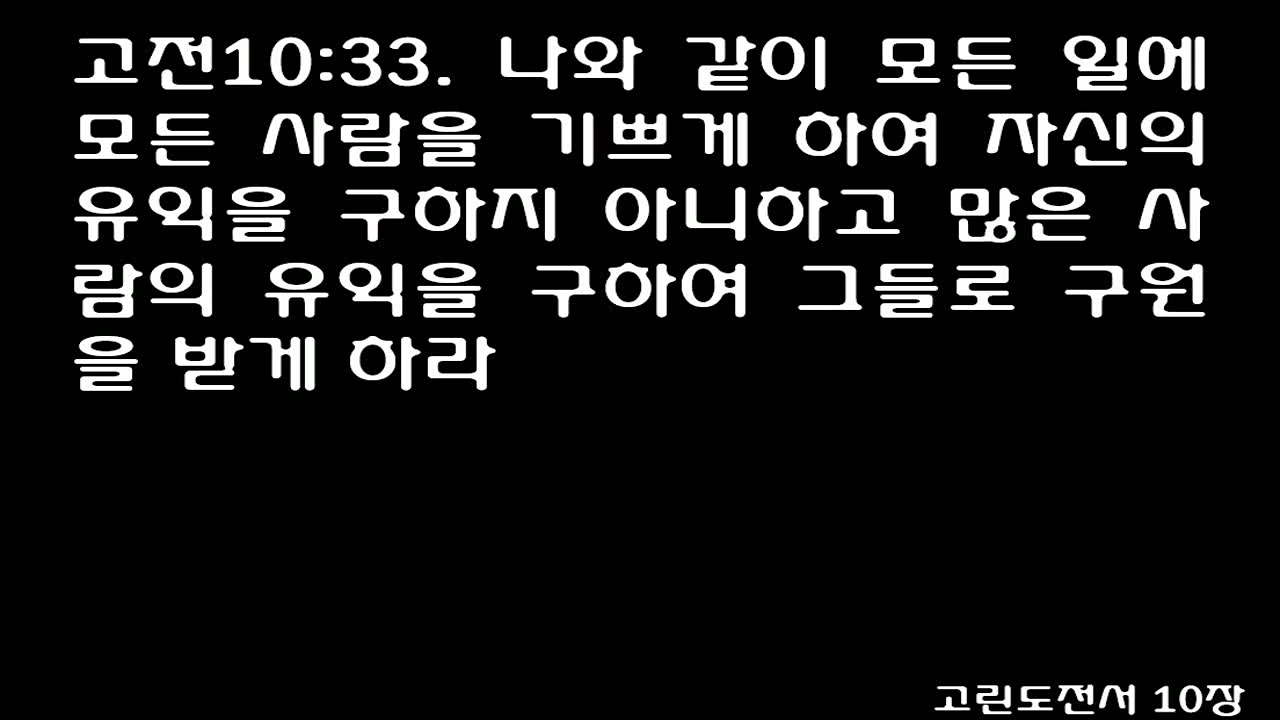 고전10:33. 나와 같이 모든 일에
모든 사람을 기쁘게 하여 자신의
유익을 구하지 아니하고 많은 사
람의 유익을 구하여 그들로 구원
을 받게 하라
고린도전서 10장